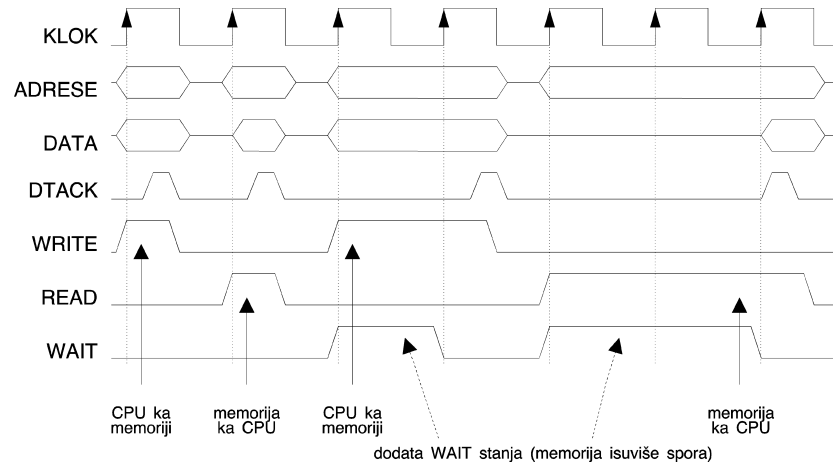 KLOK
ADRESE
DATA
DTACK
WRITE
READ
WAIT
CPU ka
memoriji
memorija
ka CPU
CPU ka
memoriji
memorija
ka CPU
dodata WAIT stanja (memorija isuviše spora)